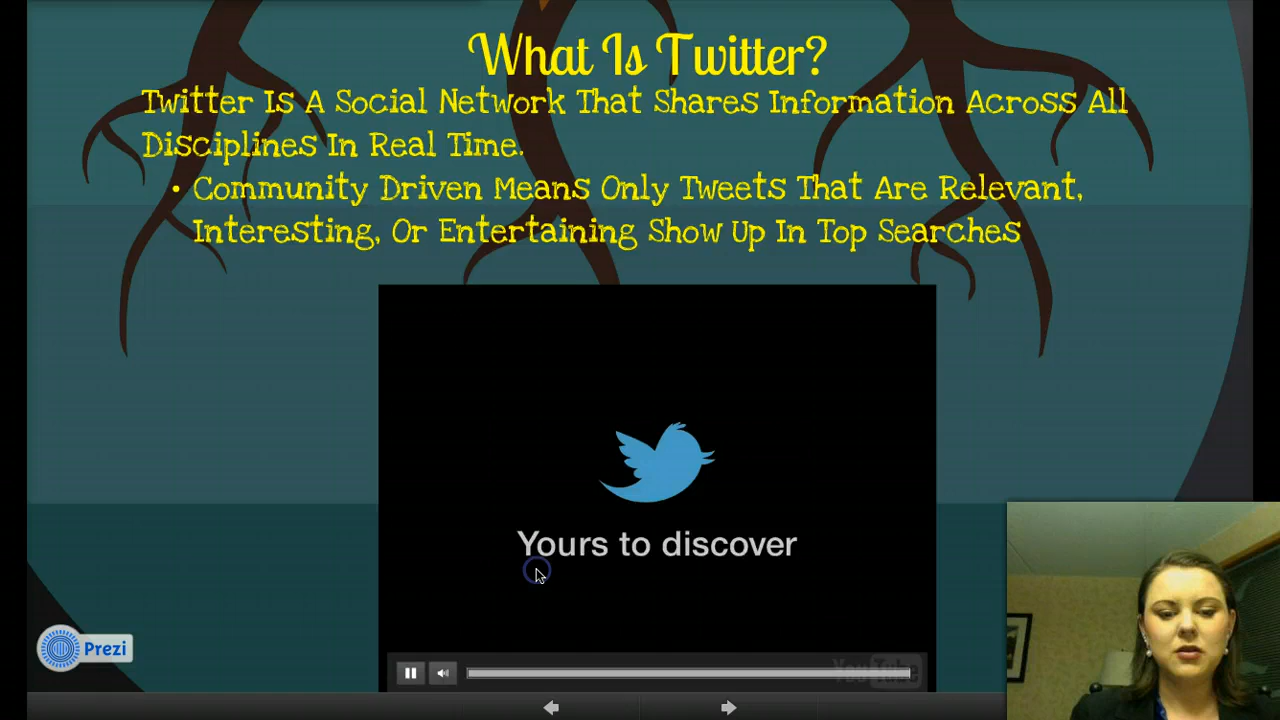 What Is Twitter?
Twitter Is A Social Network That Shares Information Across All
Disciplines In Real Time.
• Community Driven Means Only Tweets That Are Relevant,
Interesting, Or Entertaining Show Up In Top Searches
Yours to discover
YouTube
Prezi